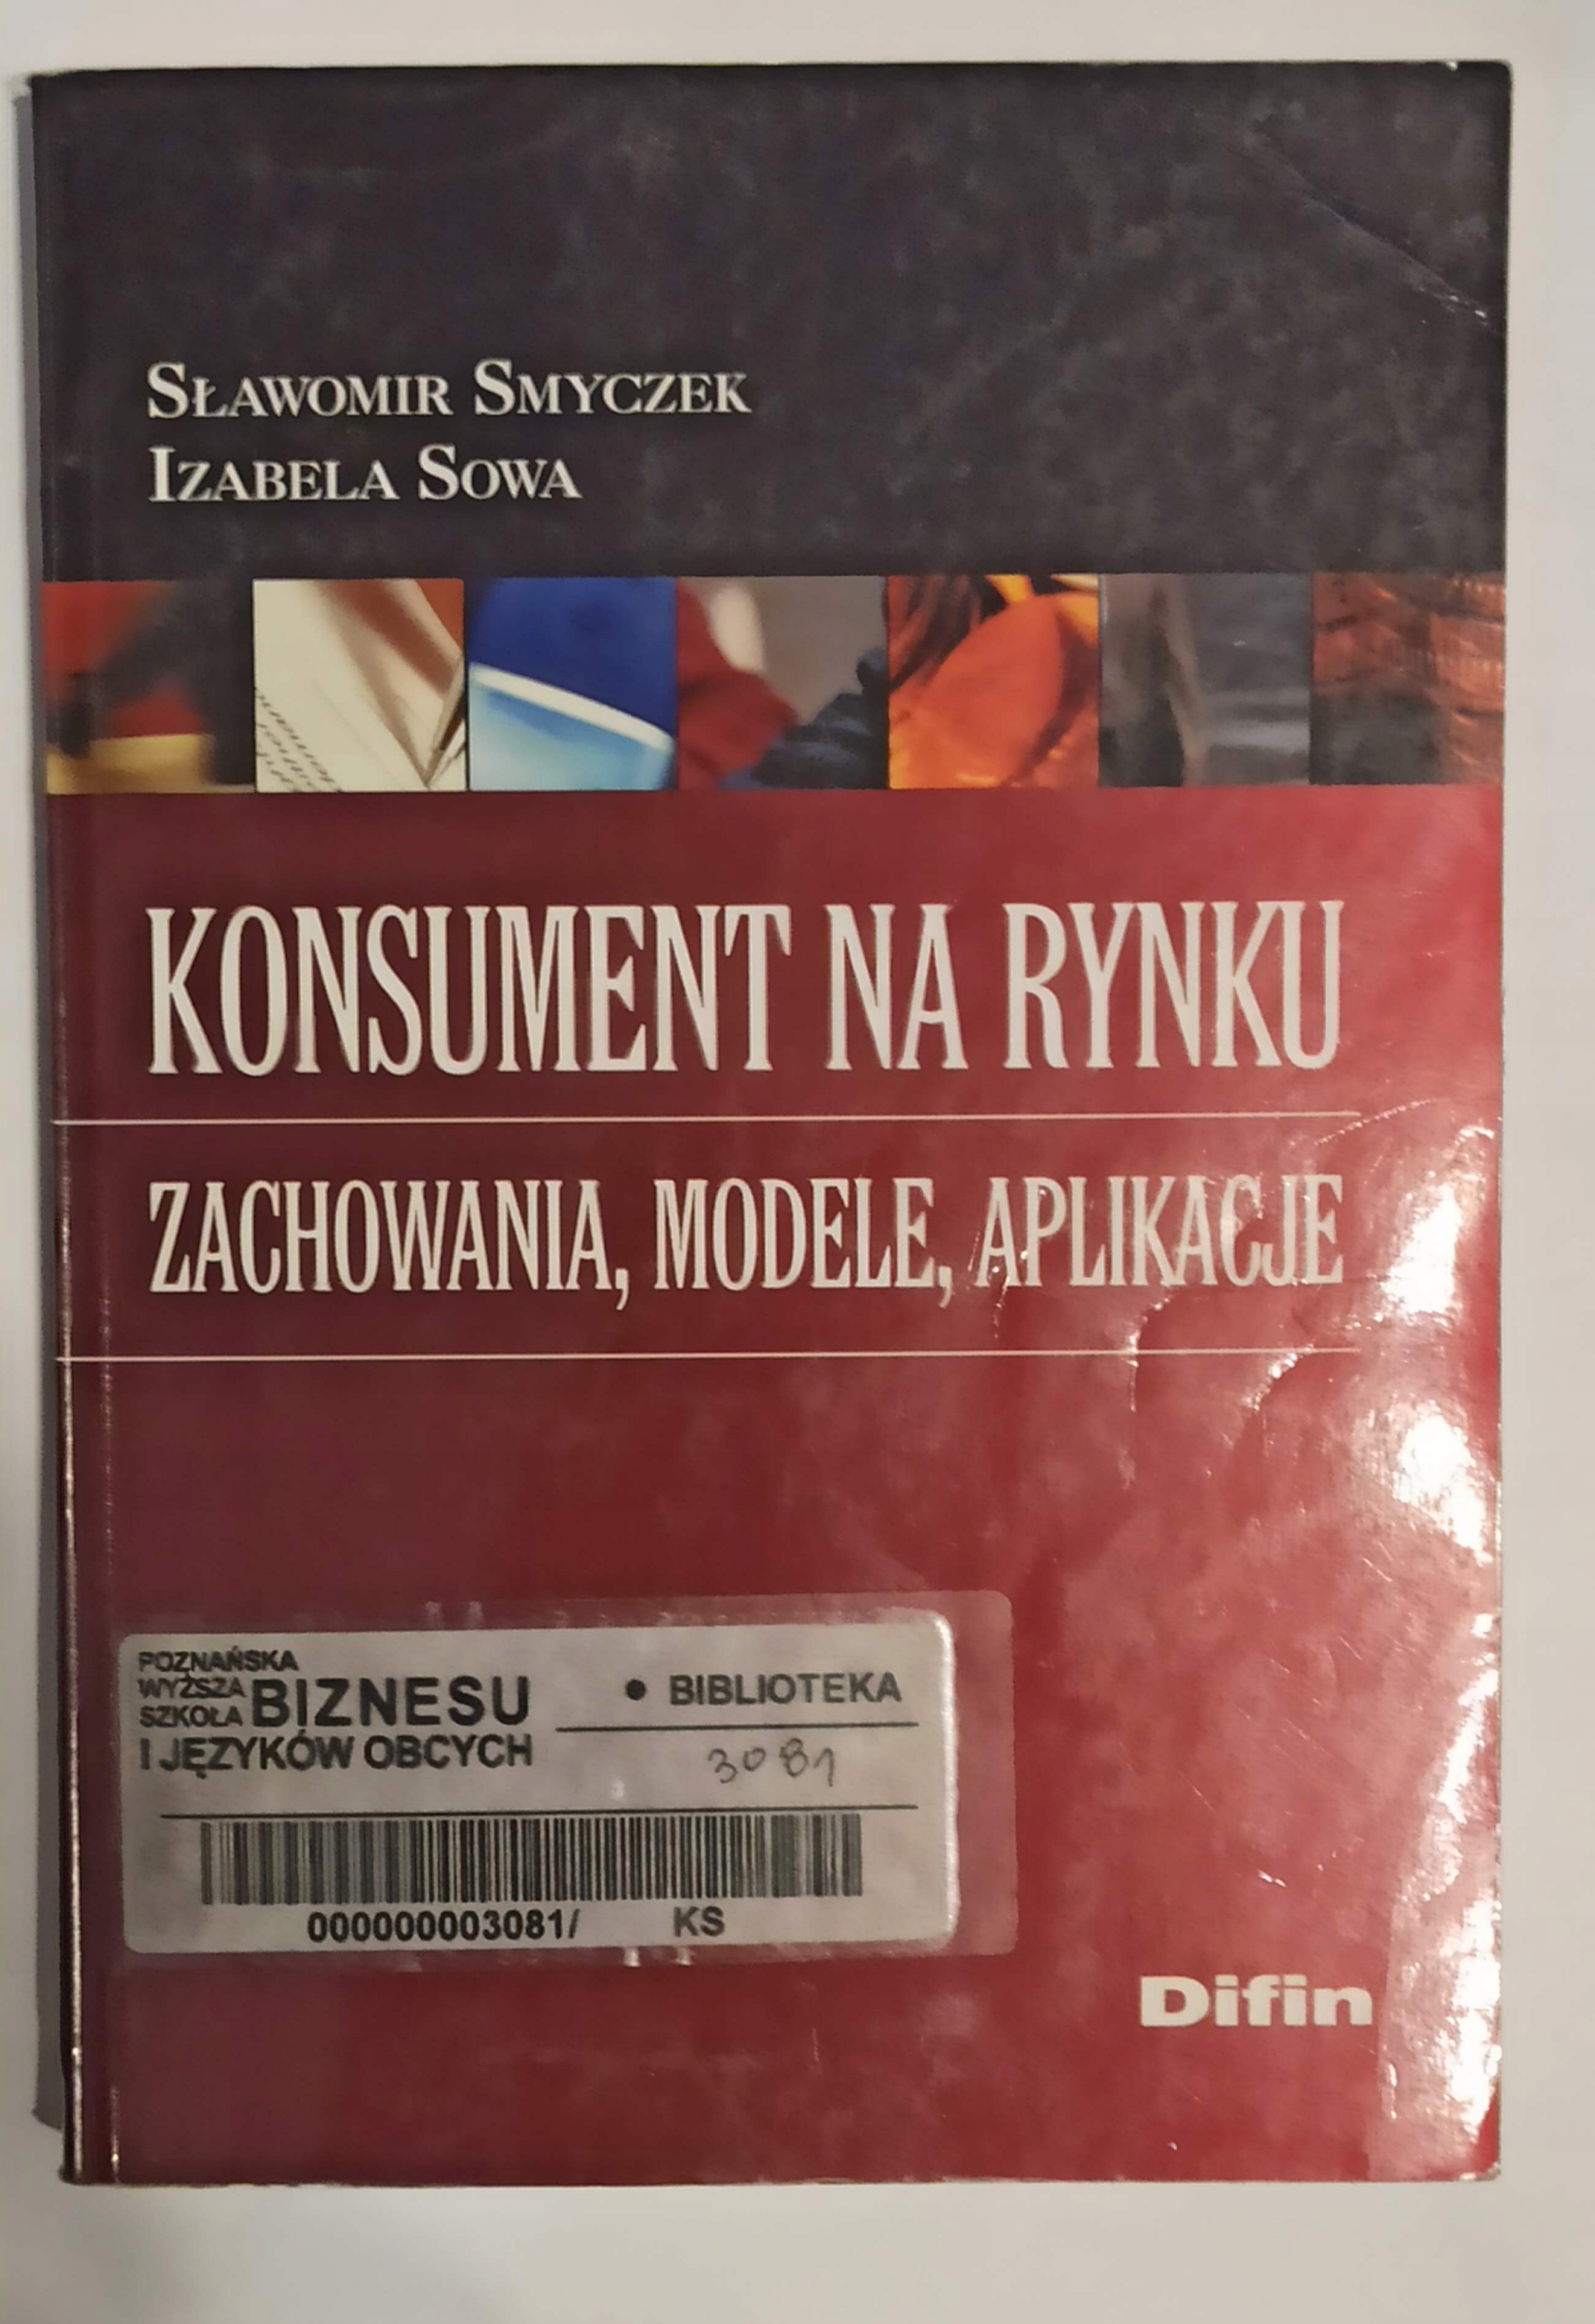 SŁAWOMIR SMYCZEK
IZABELA SOWA
KONSUMENT NA RYNKU
ZACHOWANIA, MODELE, APLIKACJE
POZNAŃSKA
WYŻSZA
SZKOŁA BIZNESU
I JĘZYKÓW OBCYCH
• BIBLIOTEKA
3081
000000003081/ KS
Difin